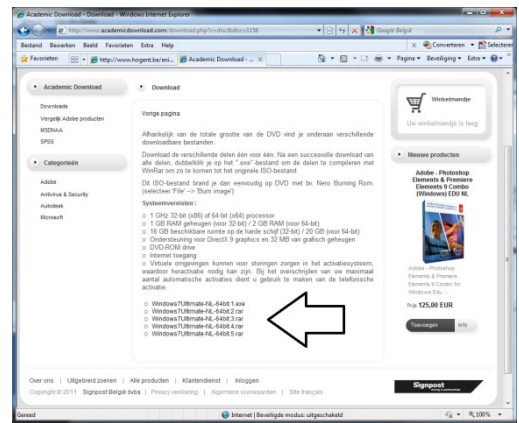 Academic Download - Download - Windows Internet Explorer
http://www.academicdownload.com/download.php?c=disc&disc=1158
Google België
Bestand Bewerken Beeld Favorieten Extra Help
Converteren Selecteren
Favorieten http://www.hogent.be/eni... Academic Download - ... Pagina Beveiliging Extra
Academic Download
Downloads
Vergelijk Adobe producten
MSDNAA
SPSS
Categorieën
Adobe
Antivirus & Security
Autodesk
Microsoft
Download
Vorige pagina
Afhankelijk van de totale grootte van de DVD vind je onderaan verschillende
downloadbare bestanden.
Download de verschillende delen één voor één. Na een succesvolle download van
alle delen, dubbelklik je op het ".exe"-bestand om de delen te compileren met
WinRar om zo te komen tot het originele ISO-bestand.
Dit ISO-bestand brand je dan eenvoudig op DVD met bv. Nero Burning Rom.
(selecteer 'File' --> 'Burn image')
Systeemvereisten :
1 GHz 32-bit (x86) of 64-bit (x64) processor
1 GB RAM geheugen (voor 32-bit) / 2 GB RAM (voor 64-bit)
16 GB beschikbare ruimte op de harde schijf (32-bit) / 20 GB (voor 64-bit)
Ondersteuning voor DirectX 9 graphics en 32 MB van grafisch geheugen
DVD-ROM drive
Internet toegang
Virtuele omgevingen kunnen voor storingen zorgen in het activatiesysteem,
waardoor heractivatie nodig kan zijn. Bij het overschrijden van uw maximaal
aantal automatische activaties dient u gebruik te maken van de telefonische
activatie.
Windows7Ultimate-NL-64bit.1.exe
Windows7Ultimate-NL-64bit.2.rar
Windows7Ultimate-NL-64bit.3.rar
Windows7Ultimate-NL-64bit.4.rar
Windows7Ultimate-NL-64bit.5.rar
Winkelmandje
Uw winkelmandje is leeg
Nieuwe producten
Adobe - Photoshop
Elements & Premiere
Elements 9 Combo
(Windows) EDU NL
Adobe - Photoshop
Elements & Premiere
Elements 9 Combo for
Windows Edu ...
Prijs 125,00 EUR
Toevoegen Info
Over ons | Uitgebreid zoeken | Alle producten | Klantendienst | Inloggen
Copyright © 2011 Signpost België bvba | Privacy verklaring | Algemene voorwaarden | Site français
Signpost
Gereed
Internet | Beveiligde modus: uitgeschakeld
100%